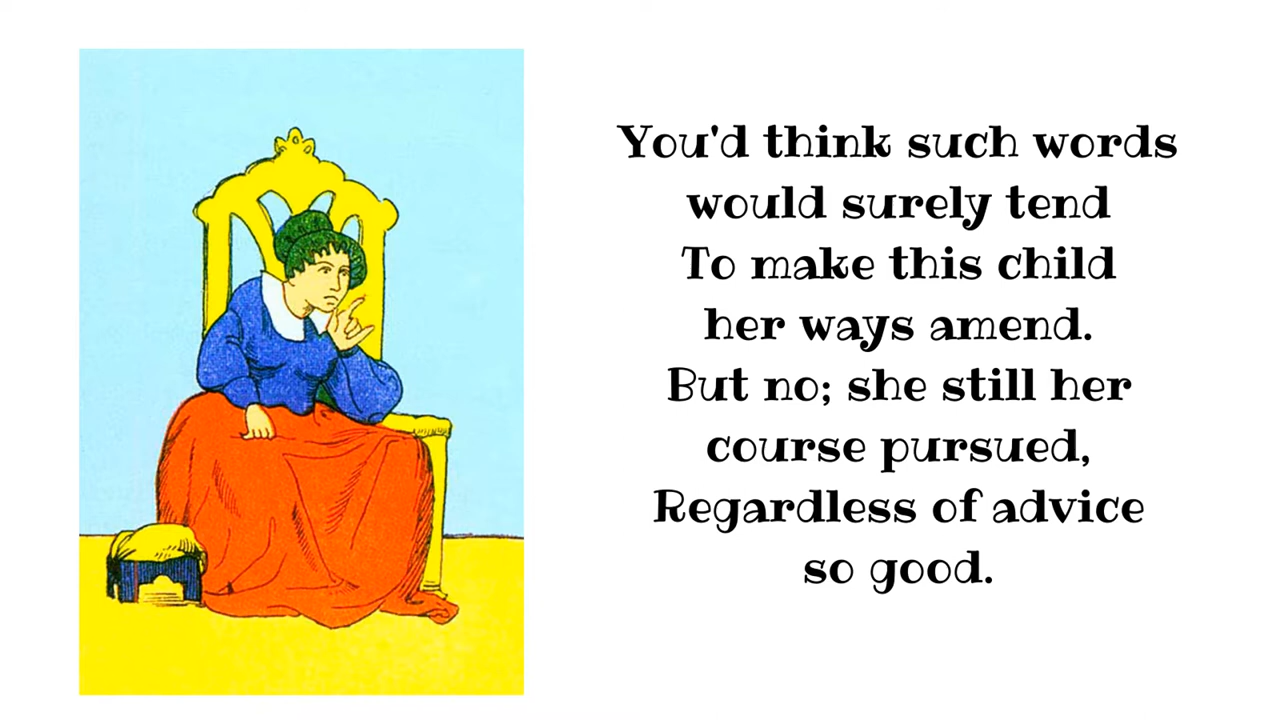 You'd think such words
would surely tend
To make this child
her ways amend.
But no; she still her
course pursued,
Regardless of advice
so good.